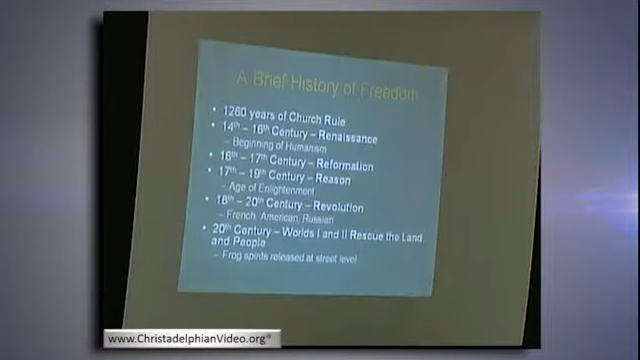 A Brief History of Freedom
• 1260 years of Church Rule
• 14th – 16th Century – Renaissance
– Beginning of Humanism
• 16th – 17th Century – Reformation
• 17th – 19th Century – Reason
– Age of Enlightenment
• 18th – 20th Century – Revolution
– French, American, Russian
• 20th Century – Worlds I and II Rescue the Land
and People
– Frog spirits released at street level
www.ChristadelphianVideo.org®